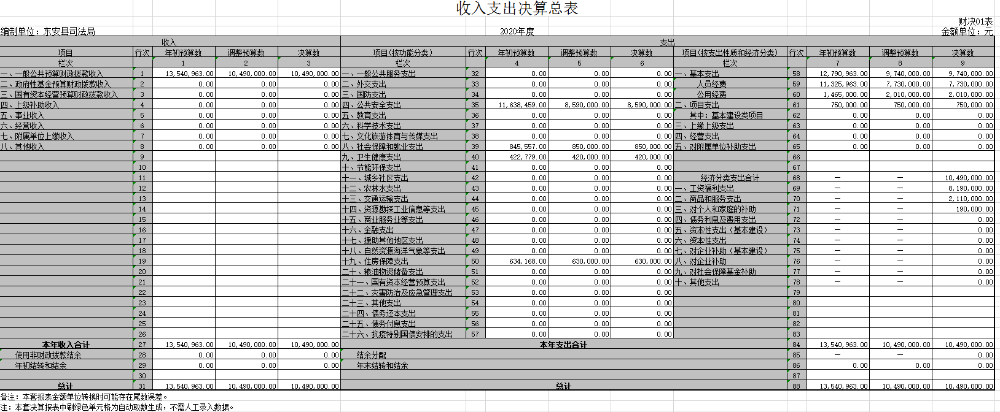 收入支出决算总表
财决01表
编制单位：东安县司法局 2020年度 金额单位：元
收入 支出
项目 行次 年初预算数 调整预算数 决算数 项目(按功能分类) 行次 年初预算数 调整预算数 决算数 项目(按支出性质和经济分类) 行次 年初预算数 调整预算数 决算数
栏次 1 2 3 栏次 4 5 6 栏次 7 8 9
一、一般公共预算财政拨款收入 1 13,540,963.00 10,490,000.00 10,490,000.00 一、一般公共服务支出 32 0.00 0.00 0.00 一、基本支出 58 12,790,963.00 9,740,000.00 9,740,000.00
二、政府性基金预算财政拨款收入 2 0.00 0.00 0.00 二、外交支出 33 0.00 0.00 0.00 人员经费 59 11,325,963.00 7,730,000.00 7,730,000.00
三、国有资本经营预算财政拨款收入 3 0.00 0.00 0.00 三、国防支出 34 0.00 0.00 0.00 公用经费 60 1,465,000.00 2,010,000.00 2,010,000.00
四、上级补助收入 4 0.00 0.00 0.00 四、公共安全支出 35 11,638,459.00 8,590,000.00 8,590,000.00 二、项目支出 61 750,000.00 750,000.00 750,000.00
五、事业收入 5 0.00 0.00 0.00 五、教育支出 36 0.00 0.00 0.00 其中：基本建设类项目 62 0.00 0.00 0.00
六、经营收入 6 0.00 0.00 0.00 六、科学技术支出 37 0.00 0.00 0.00 三、上缴上级支出 63 0.00 0.00 0.00
七、附属单位上缴收入 7 0.00 0.00 0.00 七、文化旅游体育与传媒支出 38 0.00 0.00 0.00 四、经营支出 64 0.00 0.00 0.00
八、其他收入 8 0.00 0.00 0.00 八、社会保障和就业支出 39 845,557.00 850,000.00 850,000.00 五、对附属单位补助支出 65 0.00 0.00 0.00
9 九、卫生健康支出 40 422,779.00 420,000.00 420,000.00 66
10 十、节能环保支出 41 0.00 0.00 0.00 67
11 十一、城乡社区支出 42 0.00 0.00 0.00 经济分类支出合计 68 — — 10,490,000.00
12 十二、农林水支出 43 0.00 0.00 0.00 一、工资福利支出 69 — — 8,190,000.00
13 十三、交通运输支出 44 0.00 0.00 0.00 二、商品和服务支出 70 — — 2,110,000.00
14 十四、资源勘探工业信息等支出 45 0.00 0.00 0.00 三、对个人和家庭的补助 71 — — 190,000.00
15 十五、商业服务业等支出 46 0.00 0.00 0.00 四、债务利息及费用支出 72 — — 0.00
16 十六、金融支出 47 0.00 0.00 0.00 五、资本性支出（基本建设） 73 — — 0.00
17 十七、援助其他地区支出 48 0.00 0.00 0.00 六、资本性支出 74 — — 0.00
18 十八、自然资源海洋气象等支出 49 0.00 0.00 0.00 七、对企业补助（基本建设） 75 — — 0.00
19 十九、住房保障支出 50 634,168.00 630,000.00 630,000.00 八、对企业补助 76 — — 0.00
20 二十、粮油物资储备支出 51 0.00 0.00 0.00 九、对社会保障基金补助 77 — — 0.00
21 二十一、国有资本经营预算支出 52 0.00 0.00 0.00 十、其他支出 78 — — 0.00
22 二十二、灾害防治及应急管理支出 53 0.00 0.00 0.00 79
23 二十三、其他支出 54 0.00 0.00 0.00 80
24 二十四、债务还本支出 55 0.00 0.00 0.00 81
25 二十五、债务付息支出 56 0.00 0.00 0.00 82
26 二十六、抗疫特别国债安排的支出 57 0.00 0.00 0.00 83
本年收入合计 27 13,540,963.00 10,490,000.00 10,490,000.00 本年支出合计 84 13,540,963.00 10,490,000.00 10,490,000.00
使用非财政拨款结余 28 0.00 0.00 0.00 结余分配 85 — — 0.00
年初结转和结余 29 0.00 0.00 0.00 年末结转和结余 86 0.00 0.00 0.00
30 87
总计 31 13,540,963.00 10,490,000.00 10,490,000.00 总计 88 13,540,963.00 10,490,000.00 10,490,000.00
备注：本套报表金额单位转换时可能存在尾数误差。
注：本套决算报表中刷绿色单元格为自动取数生成，不需人工录入数据。